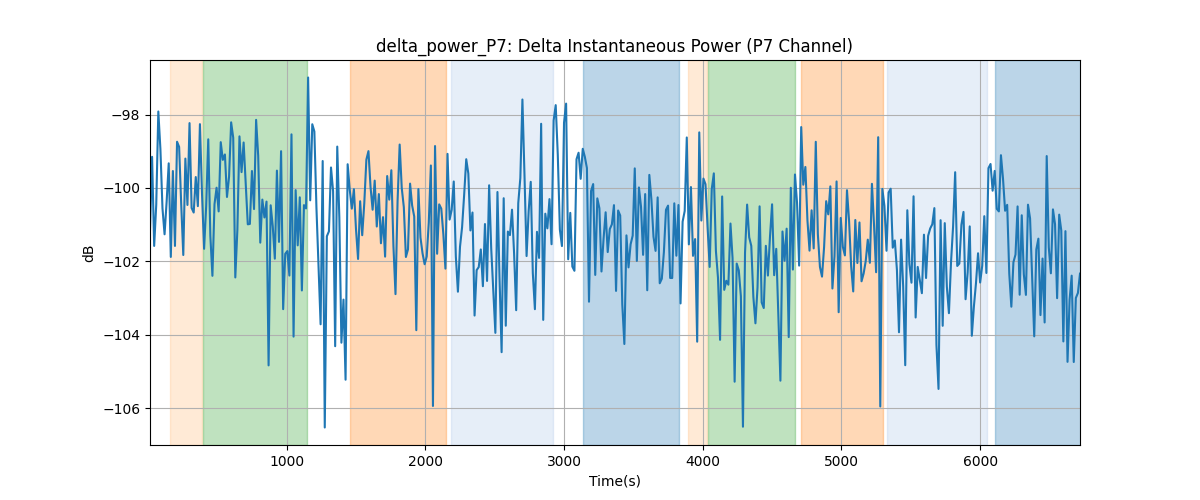 delta_power_P7: Delta Instantaneous Power (P7 Channel)
dB
−98
−100
−102
−104
−106
1000 2000 3000 4000 5000 6000
Time(s)